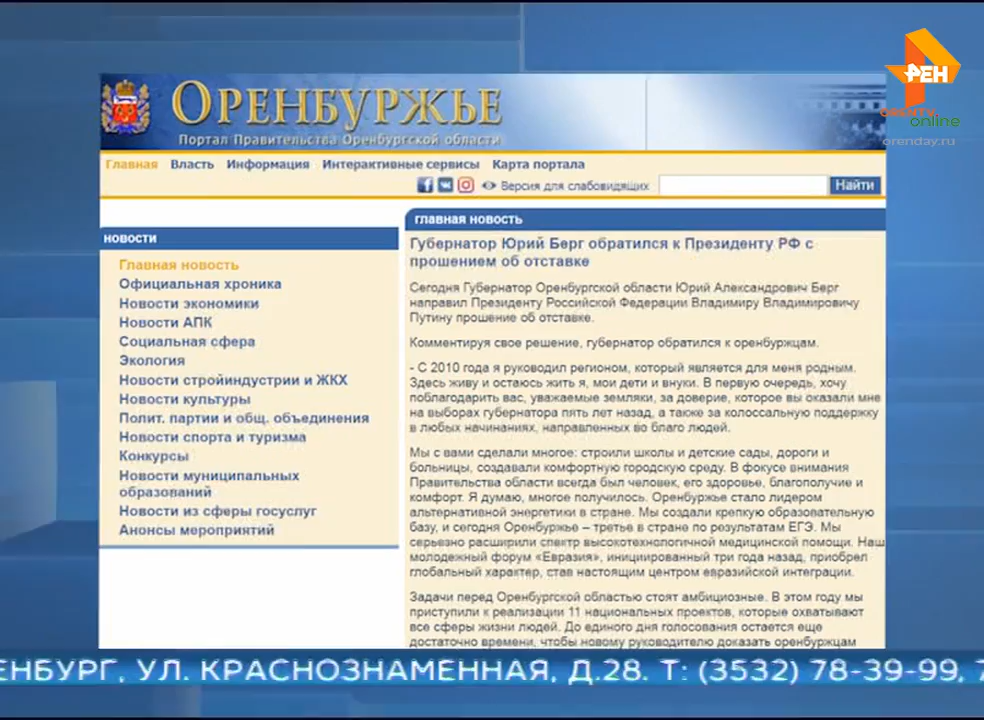 РЕН
ORENTV.
online
orenday.ru
ОРЕНБУРЖЬЕ
Портал Правительства Оренбургской области
Главная Власть Информация Интерактивные сервисы Карта портала
Версия для слабовидящих Найти
новости
Главная новость
Официальная хроника
Новости экономики
Новости АПК
Социальная сфера
Экология
Новости стройиндустрии и ЖКХ
Новости культуры
Полит. партии и общ. объединения
Новости спорта и туризма
Конкурсы
Новости муниципальных
образований
Новости из сферы госуслуг
Анонсы мероприятий
главная новость
Губернатор Юрий Берг обратился к Президенту РФ с
прошением об отставке
Сегодня Губернатор Оренбургской области Юрий Александрович Берг
направил Президенту Российской Федерации Владимиру Владимировичу
Путину прошение об отставке.
Комментируя свое решение, губернатор обратился к оренбуржцам.
- С 2010 года я руководил регионом, который является для меня родным.
Здесь живу и остаюсь жить я, мои дети и внуки. В первую очередь, хочу
поблагодарить вас, уважаемые земляки, за доверие, которое вы оказали мне
на выборах губернатора пять лет назад, а также за колоссальную поддержку
в любых начинаниях, направленных во благо людей.
Мы с вами сделали многое: строили школы и детские сады, дороги и
больницы, создавали комфортную городскую среду. В фокусе внимания
Правительства области всегда был человек, его здоровье, благополучие и
комфорт. Я думаю, многое получилось. Оренбуржье стало лидером
альтернативной энергетики в стране. Мы создали крепкую образовательную
базу, и сегодня Оренбуржье – третье в стране по результатам ЕГЭ. Мы
серьезно расширили спектр высокотехнологичной медицинской помощи. Наш
молодежный форум «Евразия», инициированный три года назад, приобрел
глобальный характер, став настоящим центром евразийской интеграции.
Задачи перед Оренбургской областью стоят амбициозные. В этом году мы
приступили к реализации 11 национальных проектов, которые охватывают
все сферы жизни людей. До единого дня голосования остается еще
достаточно времени, чтобы новому руководителю доказать оренбуржцам
ЕНБУРГ, УЛ. КРАСНОЗНАМЕННАЯ, Д.28. Т: (3532) 78-39-99, 7